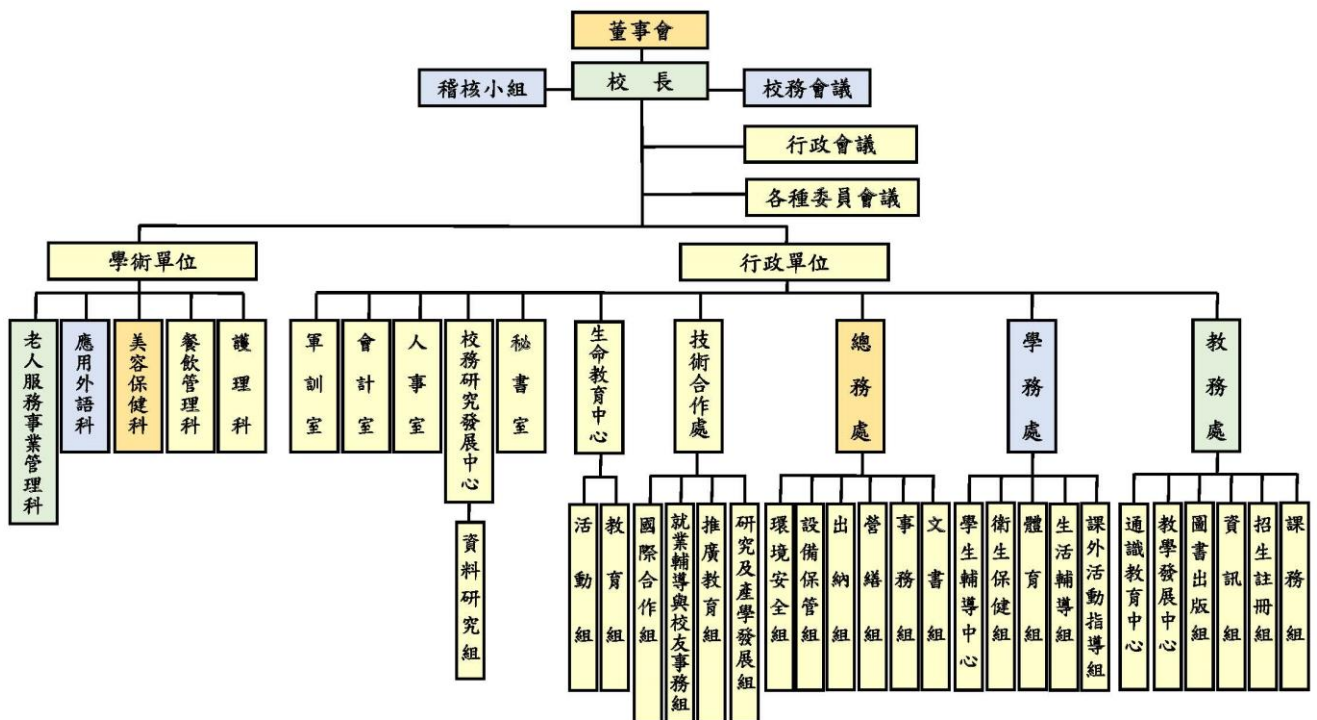 董事會
校長
稽核小組
校務會議
行政會議
各種委員會議
學術單位
行政單位
老人服務事業管理科
應用外語科
美容保健科
餐飲管理科
護理科
軍訓室
會計室
人事室
校務研究發展中心
秘書室
生命教育中心
技術合作處
總務處
學務處
教務處
資料研究組
活動組
教育組
國際合作組
就業輔導與校友事務組
推廣教育組
研究及產學發展組
環境安全組
設備保管組
出納組
營繕組
事務組
文書組
學生輔導中心
衛生保健組
體育組
生活輔導組
課外活動指導組
通識教育中心
教學發展中心
圖書出版組
資訊組
招生註冊組
課務組